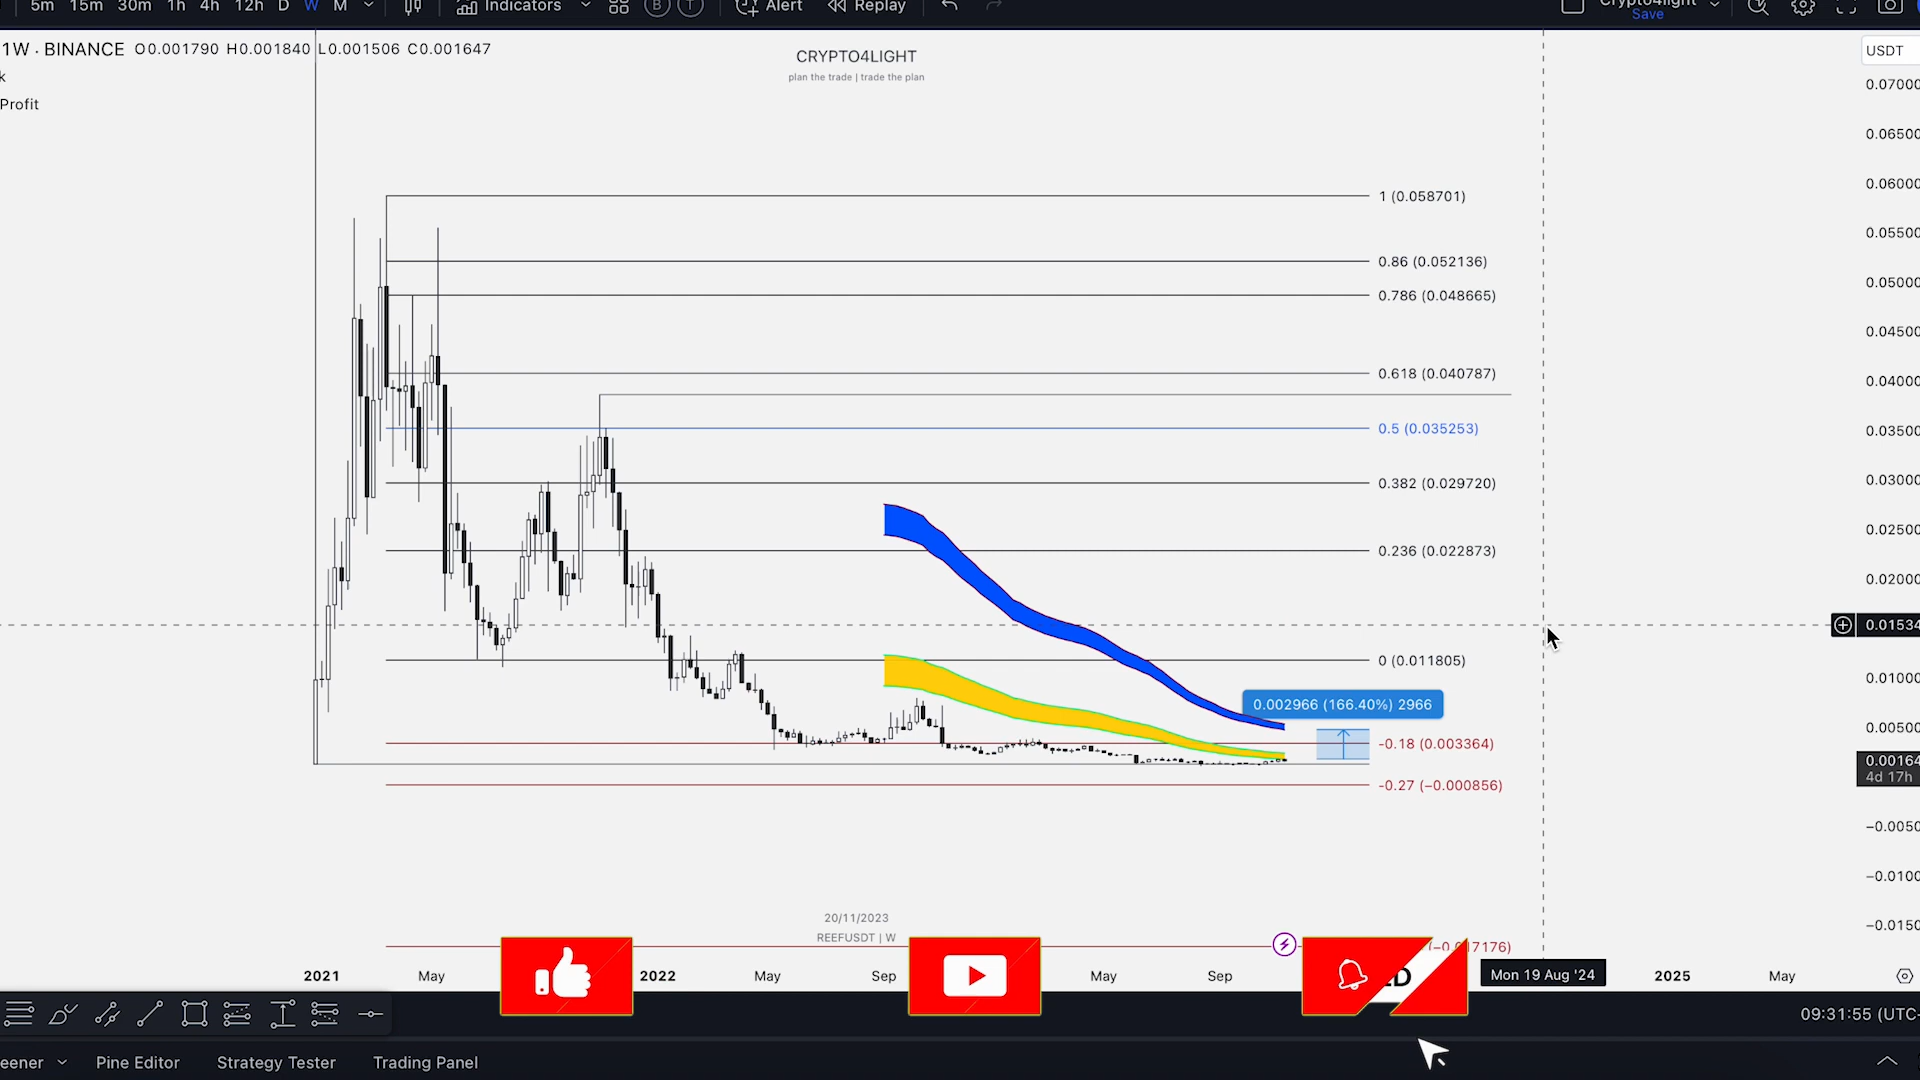 5m 15m 30m 1h 4h 12h D W M Indicators B T Alert Replay
Save
1W · BINANCE O0.001790 H0.001840 L0.001506 C0.001647
k
Profit
CRYPTO4LIGHT
plan the trade | trade the plan
USDT
0.07000
0.06500
0.06000
0.05500
0.05000
0.04500
0.04000
0.03500
0.03000
0.02500
0.02000
0.01534
0.01000
0.00500
0.00164
4d 17h
−0.0050
−0.0100
−0.0150
1 (0.058701)
0.86 (0.052136)
0.786 (0.048665)
0.618 (0.040787)
0.5 (0.035253)
0.382 (0.029720)
0.236 (0.022873)
0 (0.011805)
0.002966 (166.40%) 2966
-0.18 (0.003364)
-0.27 (−0.000856)
20/11/2023
REEFUSDT | W
2021 May 2022 May Sep May Sep Mon 19 Aug '24 2025 May
09:31:55 (UTC-
eener Pine Editor Strategy Tester Trading Panel